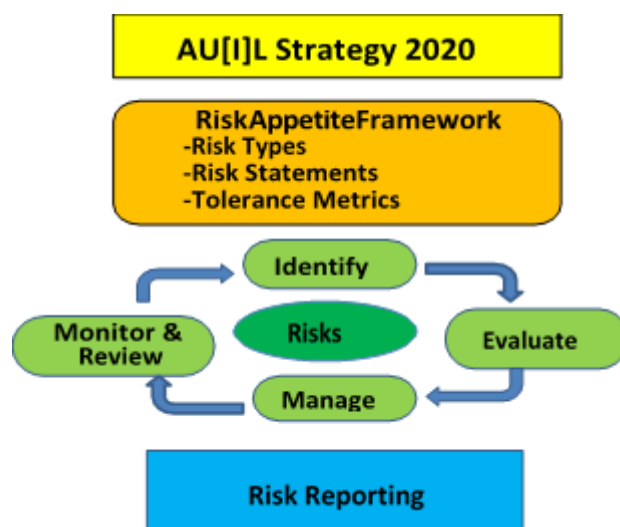 AU[I]L Strategy 2020
RiskAppetiteFramework
-Risk Types
-Risk Statements
-Tolerance Metrics
Identify
Monitor &
Review
Risks
Evaluate
Manage
Risk Reporting